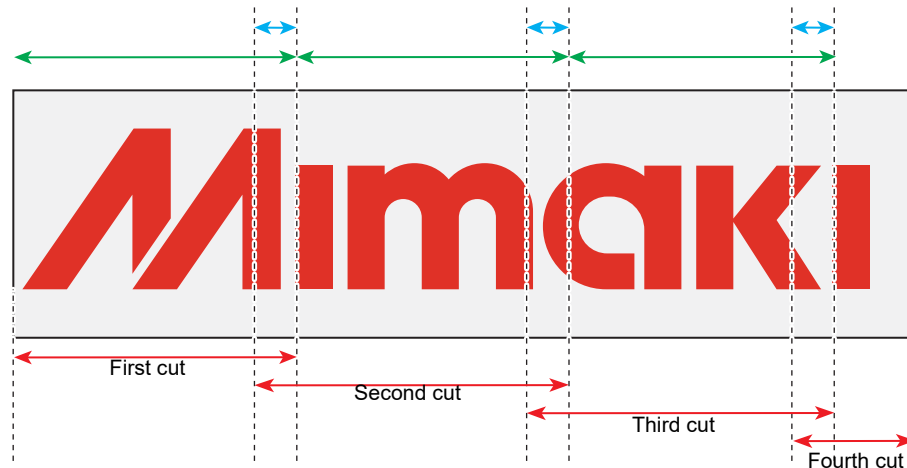 Mimaki
First cut
Second cut
Third cut
Fourth cut